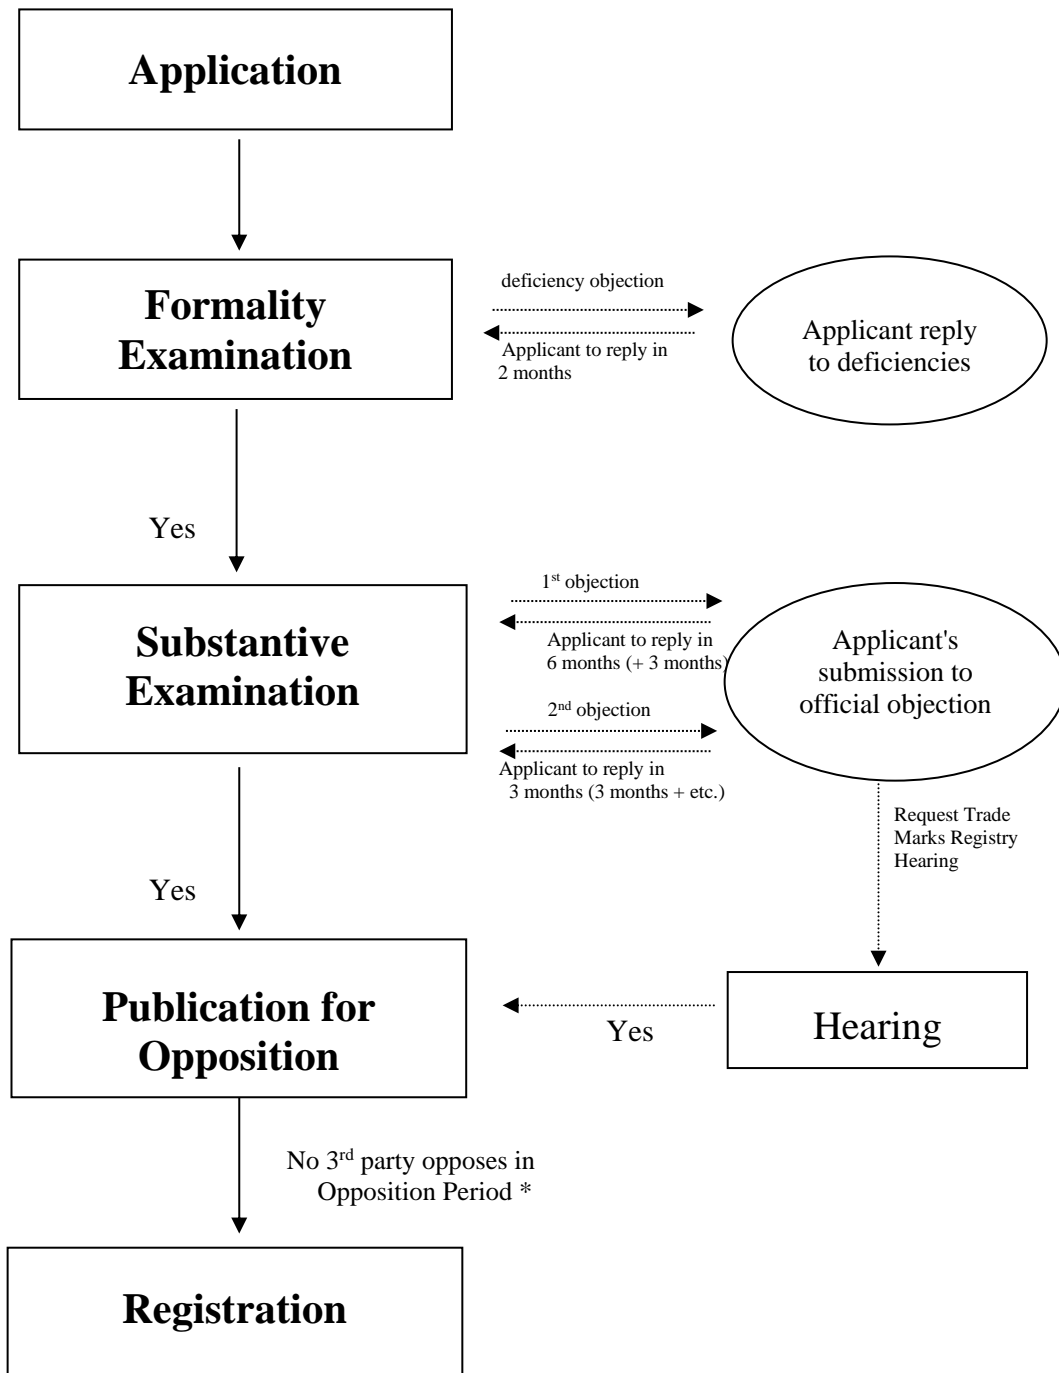 Application
Formality
Examination
deficiency objection
Applicant to reply in
2 months
Applicant reply
to deficiencies
Yes
Substantive
Examination
1st objection
Applicant to reply in
6 months (+ 3 months)
2nd objection
Applicant to reply in
3 months (3 months + etc.)
Applicant's
submission to
official objection
Request Trade
Marks Registry
Hearing
Yes
Publication for
Opposition
Yes
Hearing
No 3rd party opposes in
Opposition Period *
Registration